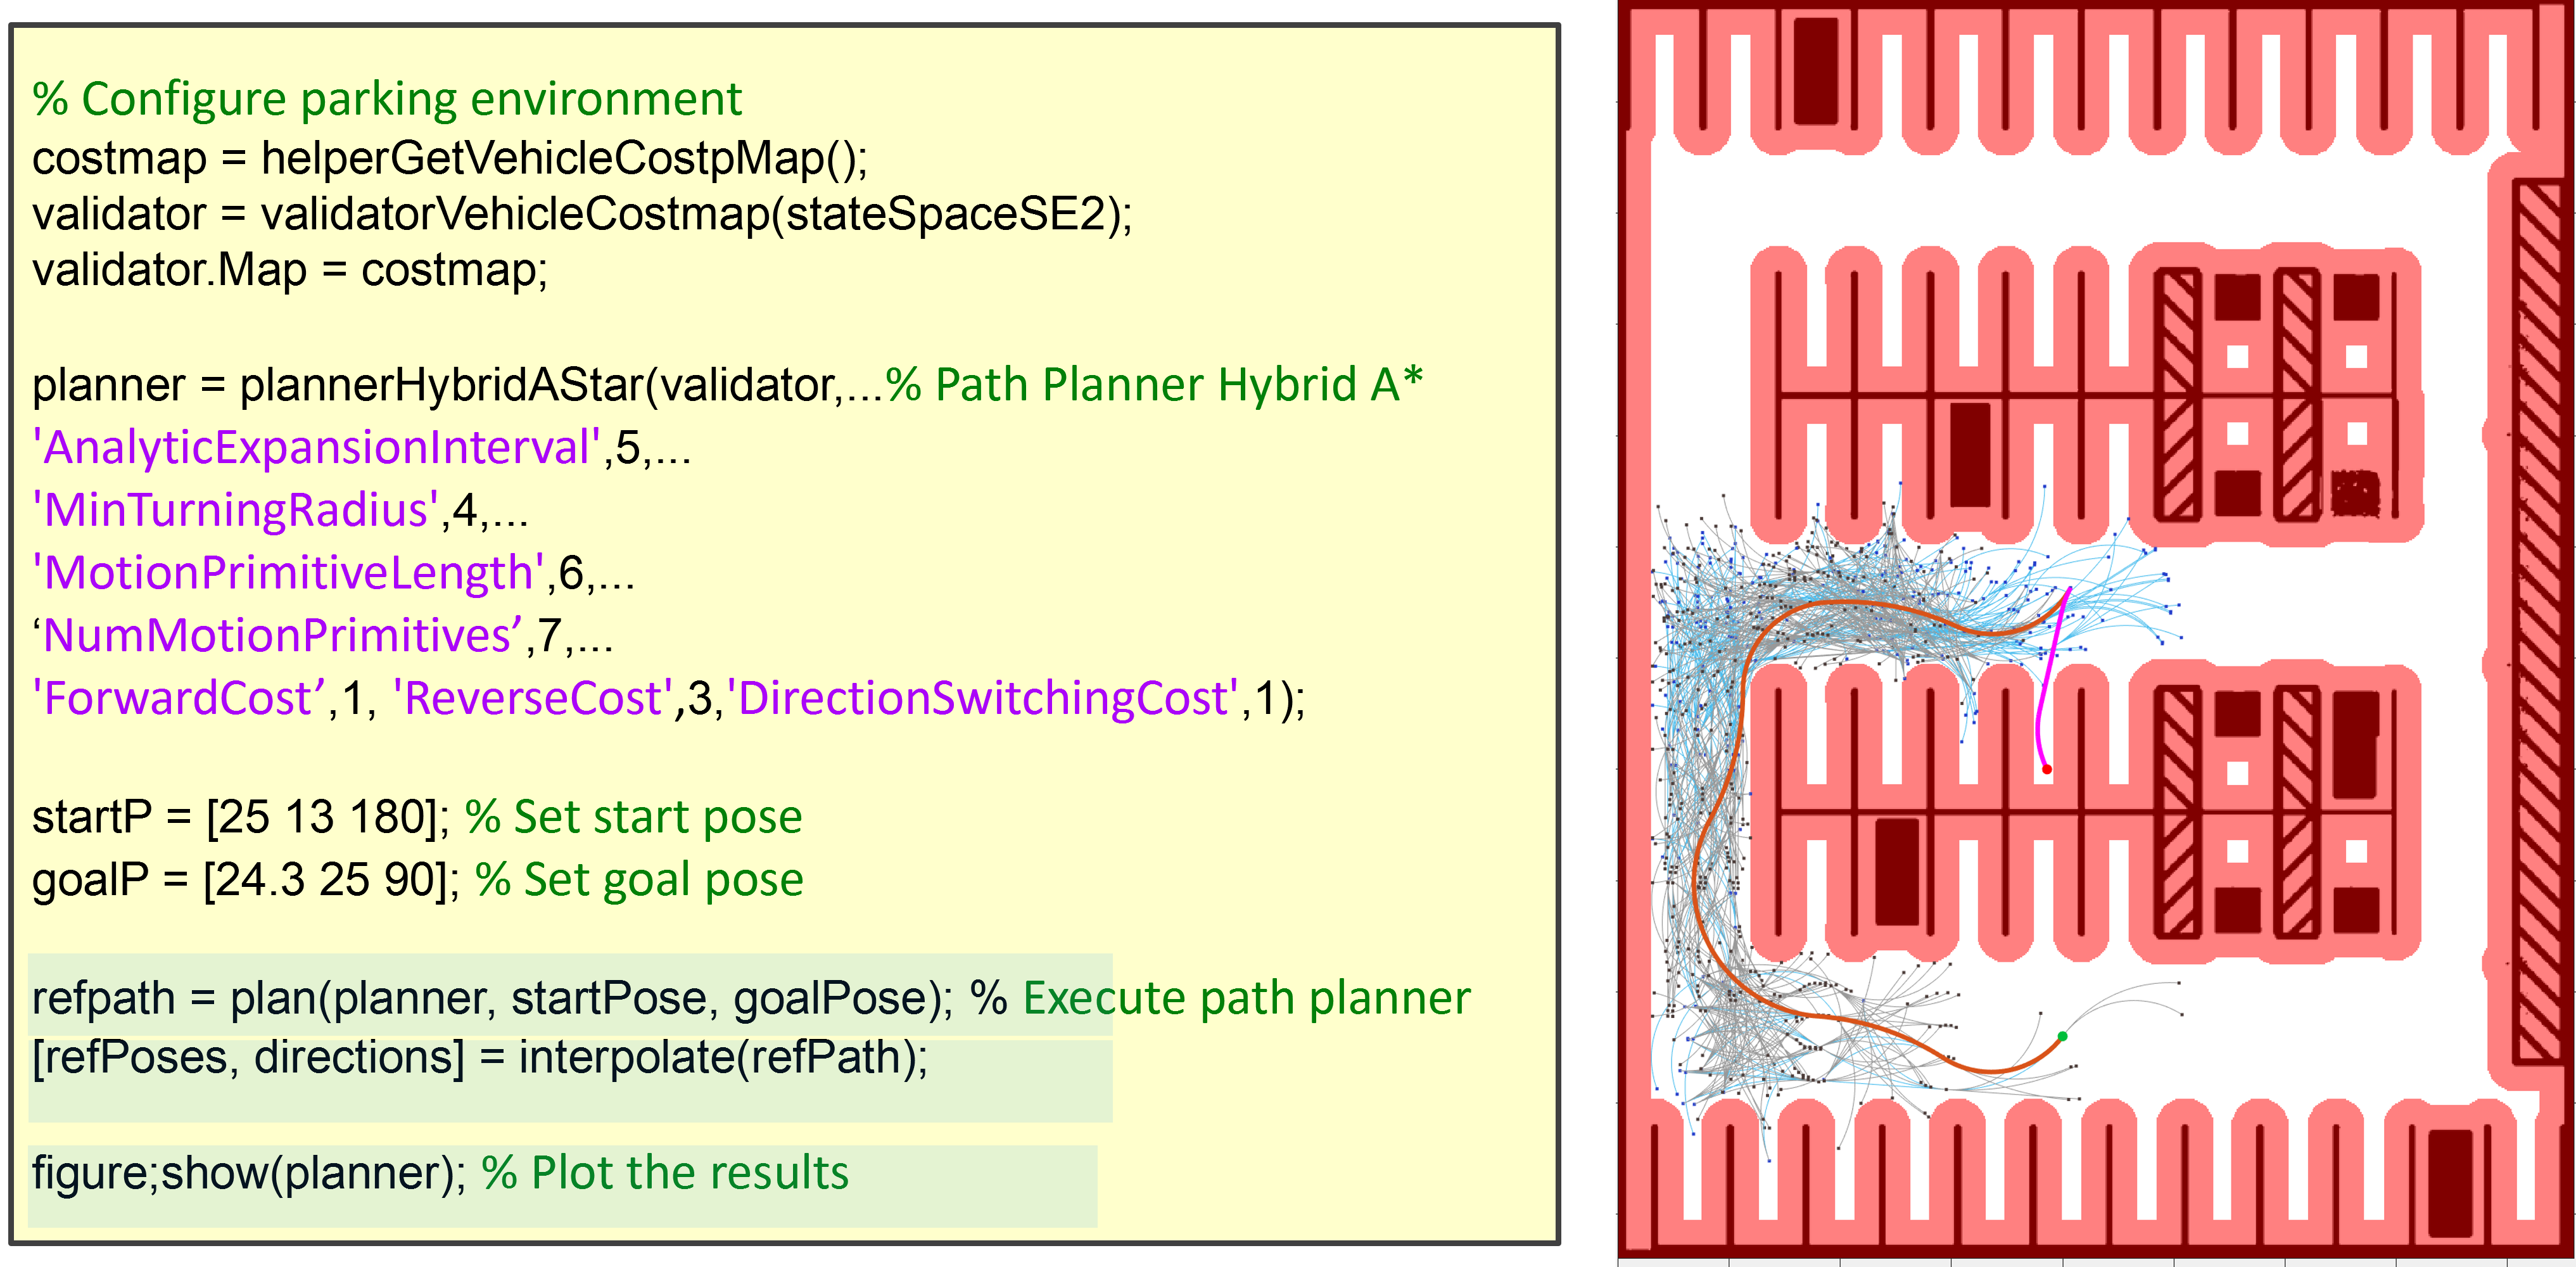 % Configure parking environment
costmap = helperGetVehicleCostpMap();
validator = validatorVehicleCostmap(stateSpaceSE2);
validator.Map = costmap;
planner = plannerHybridAStar(validator,...% Path Planner Hybrid A*
'AnalyticExpansionInterval',5,...
'MinTurningRadius',4,...
'MotionPrimitiveLength',6,...
‘NumMotionPrimitives’,7,...
'ForwardCost’,1, 'ReverseCost',3,'DirectionSwitchingCost',1);
startP = [25 13 180]; % Set start pose
goalP = [24.3 25 90]; % Set goal pose
refpath = plan(planner, startPose, goalPose); % Execute path planner
[refPoses, directions] = interpolate(refPath);
figure;show(planner); % Plot the results